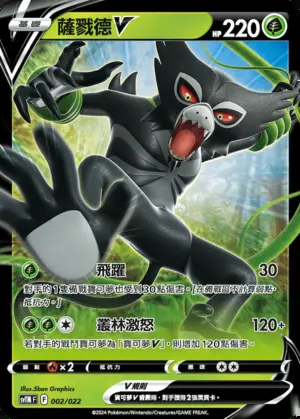 基礎 薩戮德V HP 220
飛躍 30
對手的1隻備戰寶可夢也受到30點傷害。[在備戰區不計算弱點・
抵抗力。]
叢林激怒 120+
若對手的戰鬥寶可夢為「寶可夢V」,則增加120點傷害。
弱點 ×2 抵抗力 撤退
V規則
寶可夢V昏厥時,對手獲得2張獎賞卡。
Illus.5ban Graphics
F 002/022
©2024 Pokémon/Nintendo/Creatures/GAME FREAK.